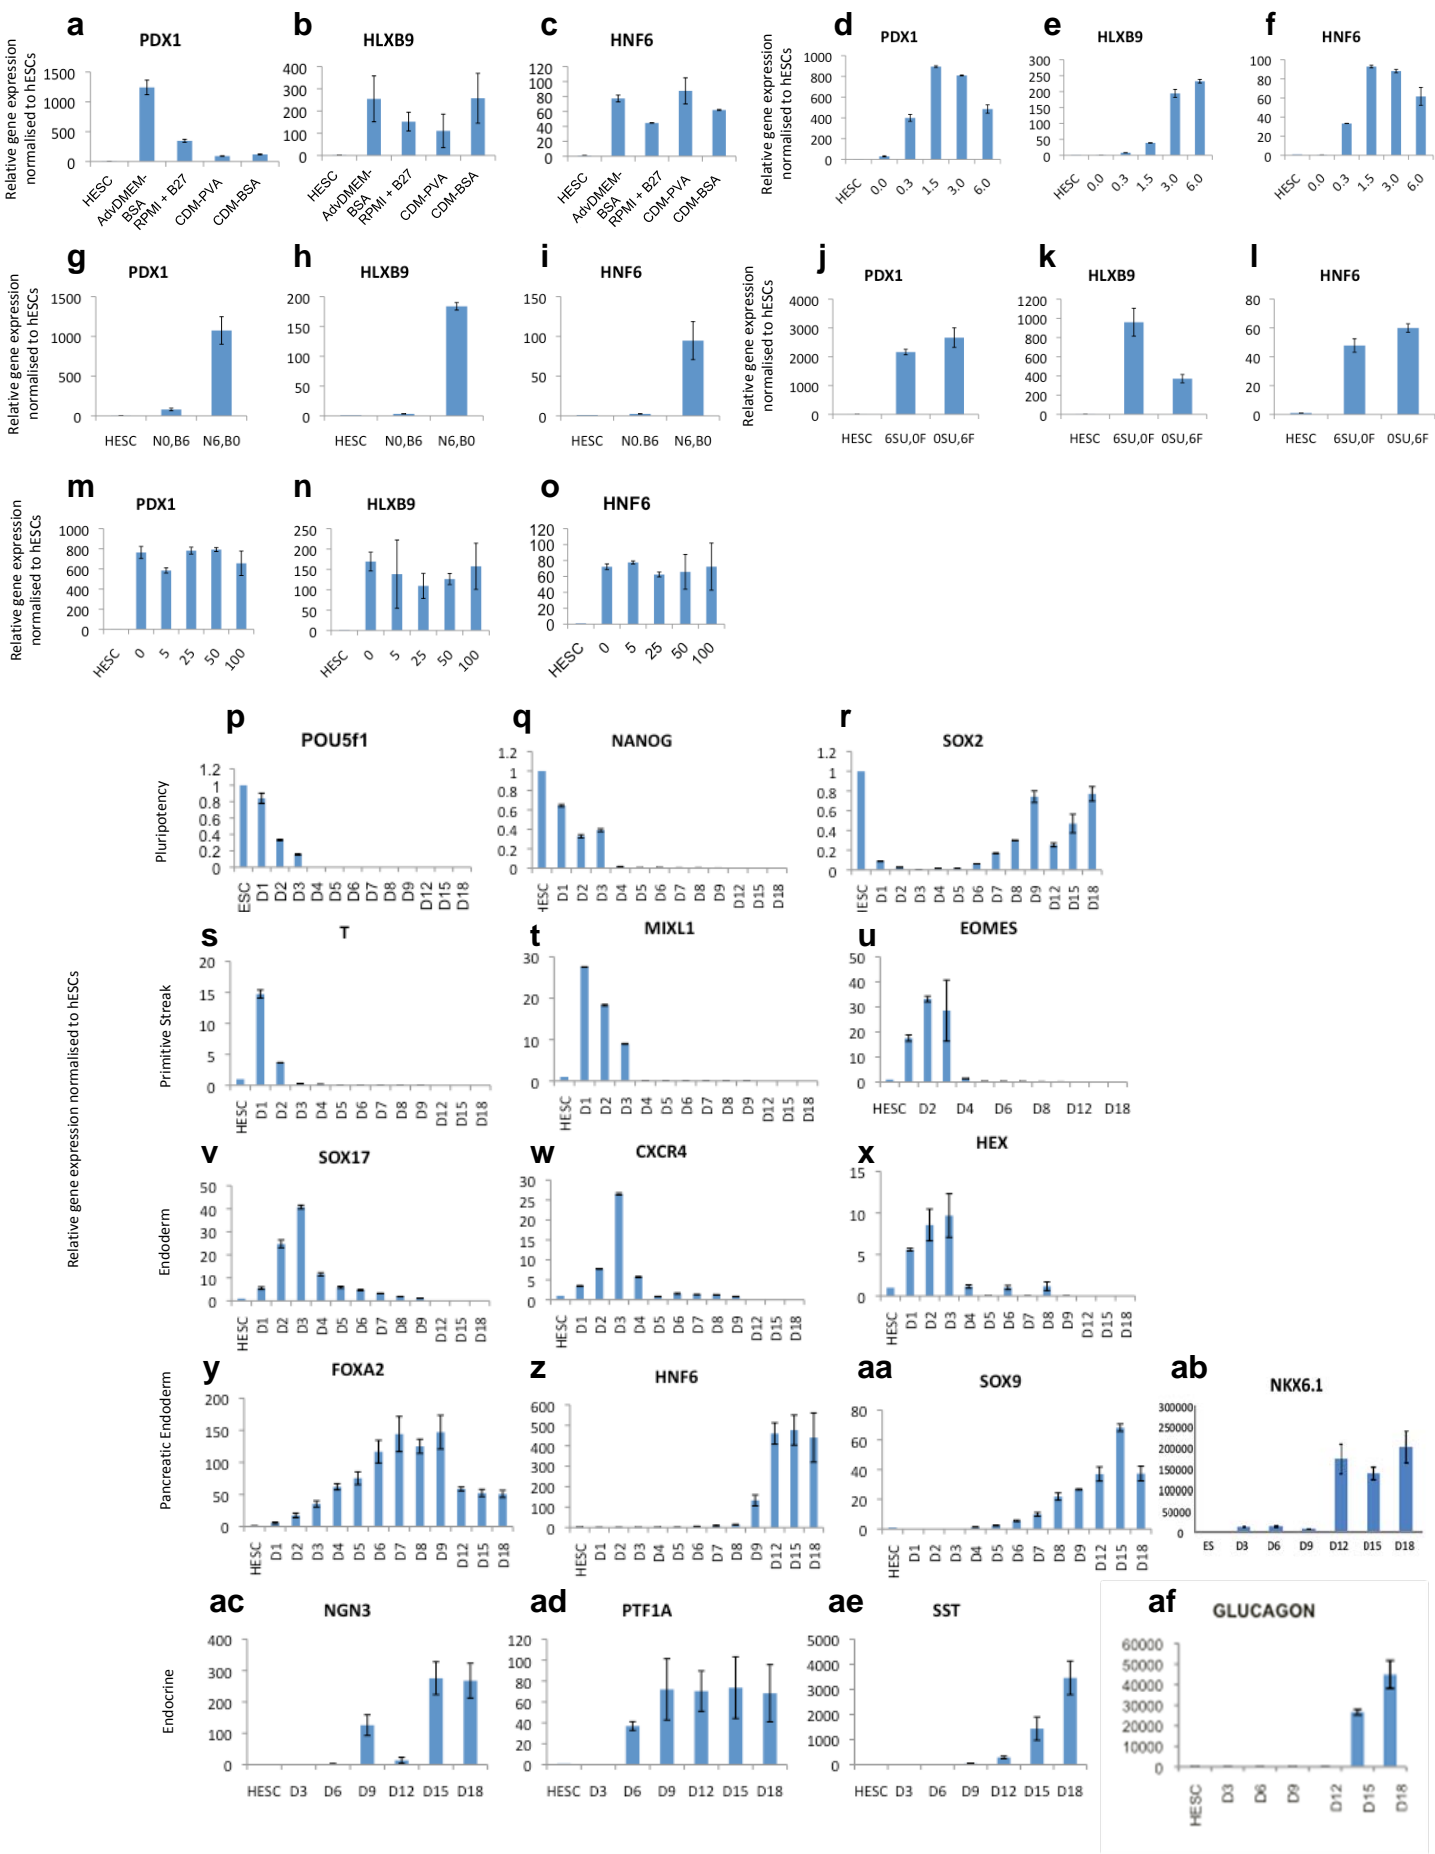 a b c d e f
PDX1 HLXB9 HNF6 PDX1 HLXB9 HNF6
Relative gene expression
normalised to hESCs
1500
1000
500
0
HESC AdvDMEM-BSA RPMI + B27 CDM-PVA CDM-BSA
400
300
200
100
0
HESC AdvDMEM-BSA RPMI + B27 CDM-PVA CDM-BSA
120
100
80
60
40
20
0
HESC AdvDMEM-BSA RPMI + B27 CDM-PVA CDM-BSA
Relative gene expression
normalised to hESCs
1000
800
600
400
200
0
HESC 0.0 0.3 1.5 3.0 6.0
300
250
200
150
100
50
0
HESC 0.0 0.3 1.5 3.0 6.0
100
80
60
40
20
0
HESC 0.0 0.3 1.5 3.0 6.0
g h i j k l
PDX1 HLXB9 HNF6 PDX1 HLXB9 HNF6
Relative gene expression
normalised to hESCs
1500
1000
500
0
HESC N0,B6 N6,B0
200
150
100
50
0
HESC N0,B6 N6,B0
150
100
50
0
HESC N0.B6 N6,B0
Relative gene expression
normalised to hESCs
4000
3000
2000
1000
0
HESC 6SU,0F 0SU,6F
1200
1000
800
600
400
200
0
HESC 6SU,0F 0SU,6F
80
60
40
20
0
HESC 6SU,0F 0SU,6F
m n o
PDX1 HLXB9 HNF6
Relative gene expression
normalised to hESCs
1000
800
600
400
200
0
HESC 0 5 25 50 100
250
200
150
100
50
0
HESC 0 5 25 50 100
120
100
80
60
40
20
0
HESC 0 5 25 50 100
Relative gene expression normalised to hESCs
p q r
POU5f1 NANOG SOX2
Pluripotency
1.2
1
0.8
0.6
0.4
0.2
0
ESC D1 D2 D3 D4 D5 D6 D7 D8 D9 D12 D15 D18
1.2
1
0.8
0.6
0.4
0.2
0
HESC D1 D2 D3 D4 D5 D6 D7 D8 D9 D12 D15 D18
1.2
1
0.8
0.6
0.4
0.2
0
IESC D1 D2 D3 D4 D5 D6 D7 D8 D9 D12 D15 D18
s t u
T MIXL1 EOMES
Primitive Streak
20
15
10
5
0
HESC D1 D2 D3 D4 D5 D6 D7 D8 D9 D12 D15 D18
30
20
10
0
HESC D1 D2 D3 D4 D5 D6 D7 D8 D9 D12 D15 D18
50
40
30
20
10
0
HESC D2 D4 D6 D8 D12 D18
v w x
SOX17 CXCR4 HEX
Endoderm
50
40
30
20
10
0
HESC D1 D2 D3 D4 D5 D6 D7 D8 D9 D12 D15 D18
30
25
20
15
10
5
0
HESC D1 D2 D3 D4 D5 D6 D7 D8 D9 D12 D15 D18
15
10
5
0
HESC D1 D2 D3 D4 D5 D6 D7 D8 D9 D12 D15 D18
y z aa ab
FOXA2 HNF6 SOX9 NKX6.1
Pancreatic Endoderm
200
150
100
50
0
HESC D1 D2 D3 D4 D5 D6 D7 D8 D9 D12 D15 D18
600
500
400
300
200
100
0
HESC D1 D2 D3 D4 D5 D6 D7 D8 D9 D12 D15 D18
80
60
40
20
0
HESC D1 D2 D3 D4 D5 D6 D7 D8 D9 D12 D15 D18
300000
250000
200000
150000
100000
50000
0
ES D3 D6 D9 D12 D15 D18
ac ad ae af
NGN3 PTF1A SST GLUCAGON
Endocrine
400
300
200
100
0
HESC D3 D6 D9 D12 D15 D18
120
100
80
60
40
20
0
HESC D3 D6 D9 D12 D15 D18
5000
4000
3000
2000
1000
0
HESC D3 D6 D9 D12 D15 D18
60000
50000
40000
30000
20000
10000
0
HESC D3 D6 D9 D12 D15 D18